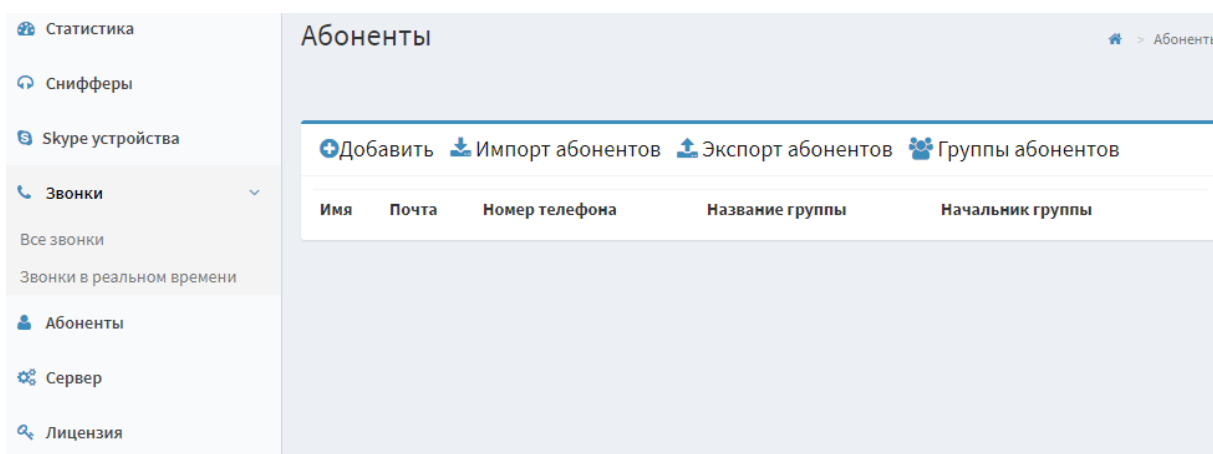 Статистика
Снифферы
Skype устройства
Звонки
Все звонки
Звонки в реальном времени
Абоненты
Сервер
Лицензия
Абоненты
> Абоненты
Добавить Импорт абонентов Экспорт абонентов Группы абонентов
Имя Почта Номер телефона Название группы Начальник группы